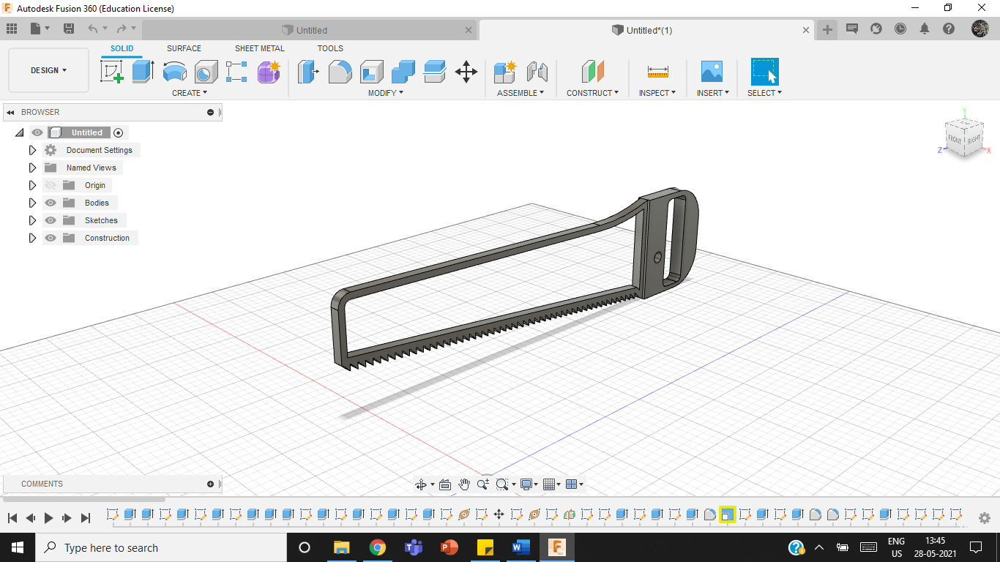 Autodesk Fusion 360 (Education License)
Untitled
Untitled*(1)
SOLID SURFACE SHEET METAL TOOLS
DESIGN
CREATE MODIFY ASSEMBLE CONSTRUCT INSPECT INSERT SELECT
BROWSER
Untitled
Document Settings
Named Views
Origin
Bodies
Sketches
Construction
Y
FRONT RIGHT
Z X
COMMENTS
Type here to search
ENG
US
13:45
28-05-2021